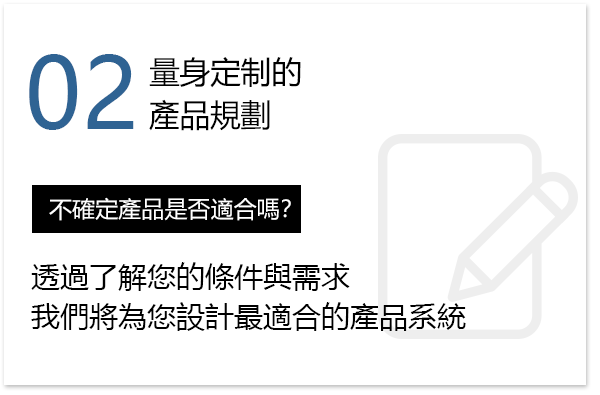 02
量身定制的
產品規劃
不確定產品是否適合嗎?
透過了解您的條件與需求
我們將為您設計最適合的產品系統